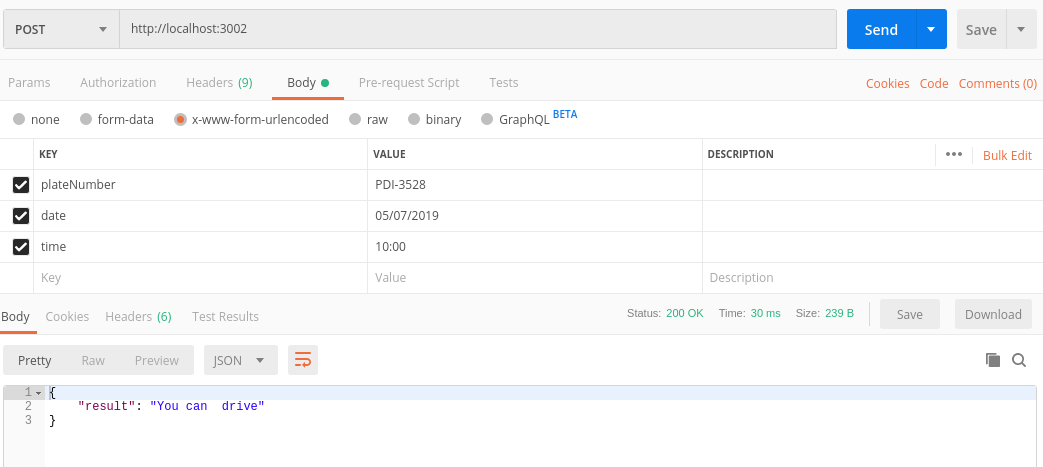 POST http://localhost:3002 Send Save
Params Authorization Headers (9) Body Pre-request Script Tests Cookies Code Comments (0)
none form-data x-www-form-urlencoded raw binary GraphQL BETA
KEY VALUE DESCRIPTION ••• Bulk Edit
plateNumber PDI-3528
date 05/07/2019
time 10:00
Key Value Description
Body Cookies Headers (6) Test Results Status: 200 OK Time: 30 ms Size: 239 B Save Download
Pretty Raw Preview JSON
1 {
2     "result": "You can  drive"
3 }